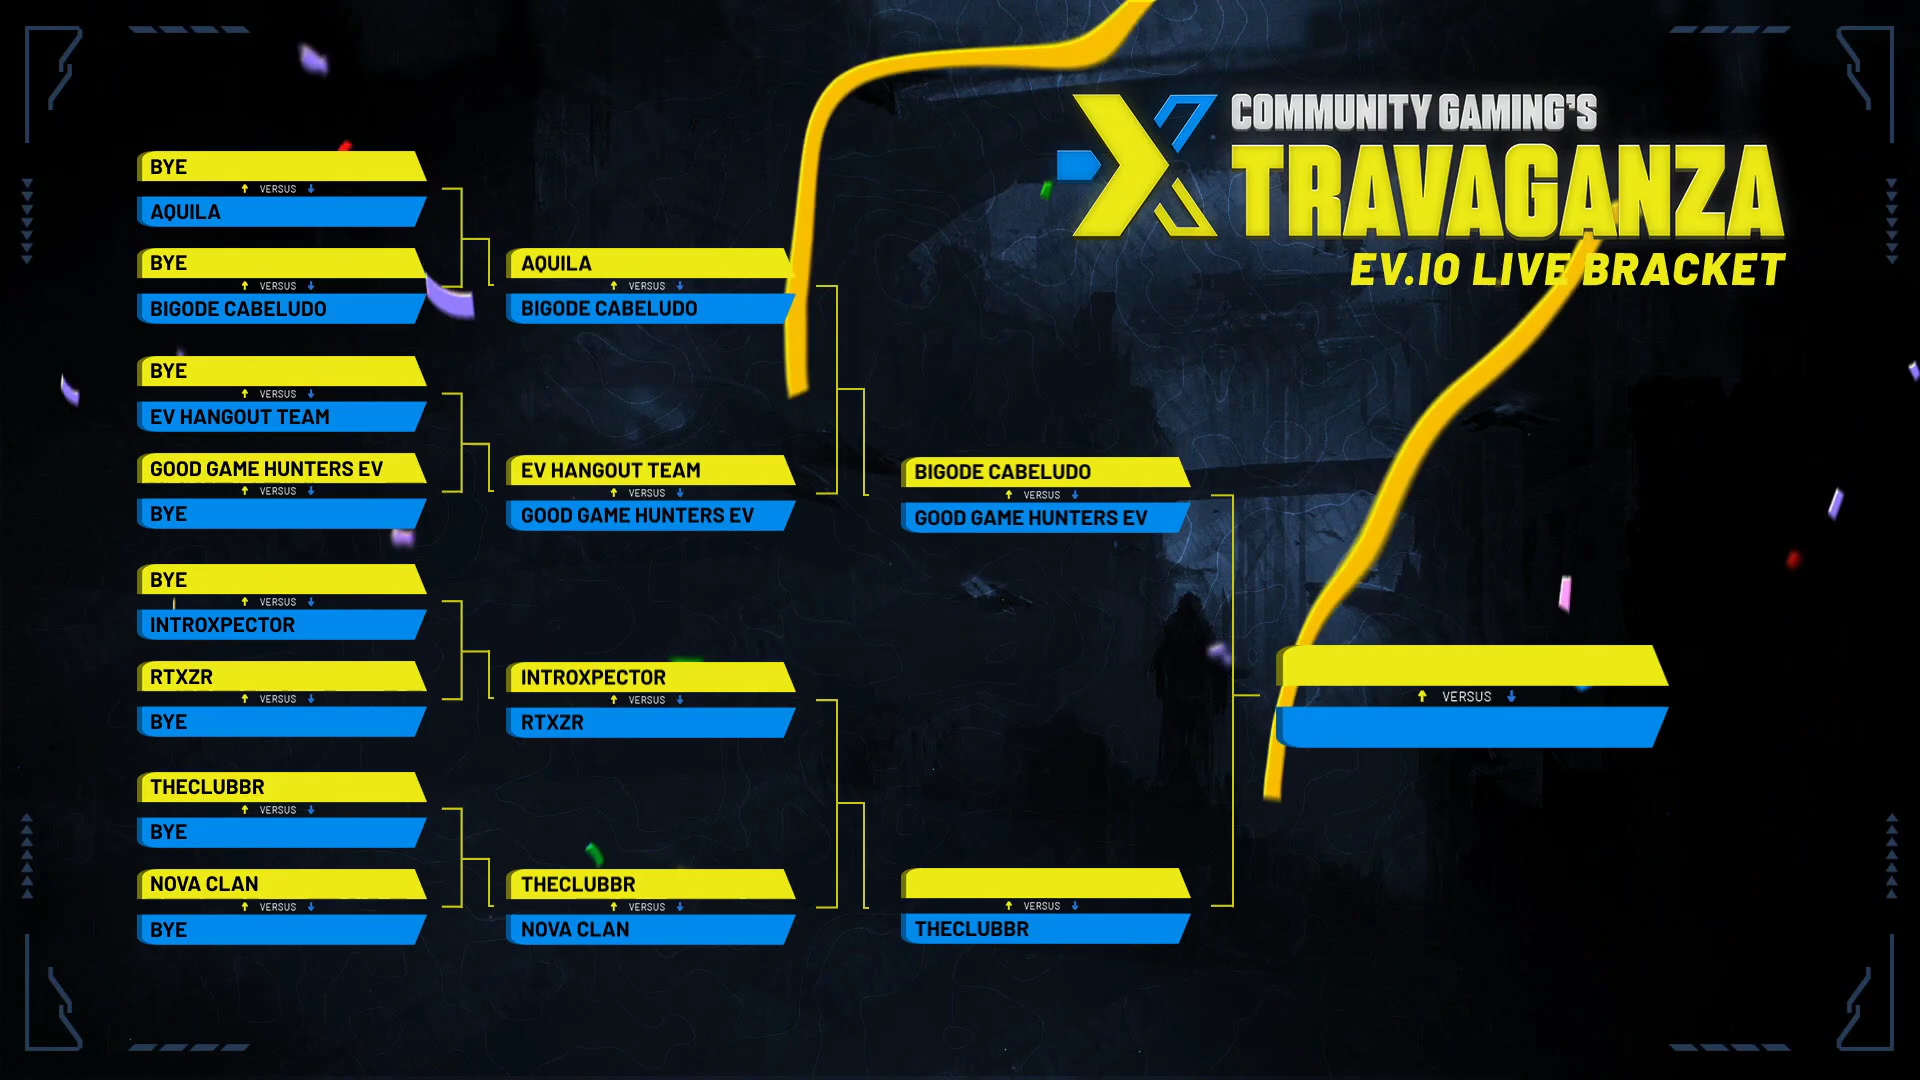 COMMUNITY GAMING'S
XTRAVAGANZA
EV.IO LIVE BRACKET
BYE
VERSUS
AQUILA
BYE
VERSUS
BIGODE CABELUDO
BYE
VERSUS
EV HANGOUT TEAM
GOOD GAME HUNTERS EV
VERSUS
BYE
BYE
VERSUS
INTROXPECTOR
RTXZR
VERSUS
BYE
THECLUBBR
VERSUS
BYE
NOVA CLAN
VERSUS
BYE
AQUILA
VERSUS
BIGODE CABELUDO
EV HANGOUT TEAM
VERSUS
GOOD GAME HUNTERS EV
INTROXPECTOR
VERSUS
RTXZR
THECLUBBR
VERSUS
NOVA CLAN
BIGODE CABELUDO
VERSUS
GOOD GAME HUNTERS EV
VERSUS
THECLUBBR
VERSUS